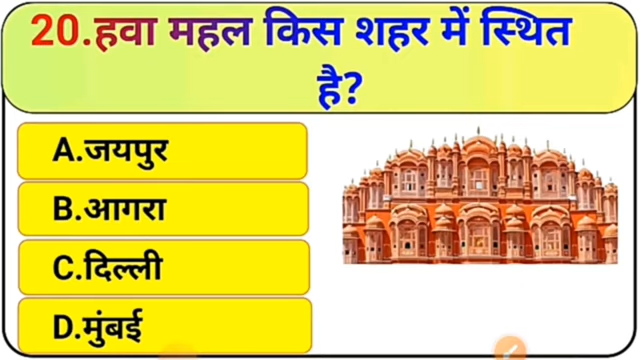 20.हवा महल किस शहर में स्थित
है?
A.जयपुर
B.आगरा
C.दिल्ली
D.मुंबई